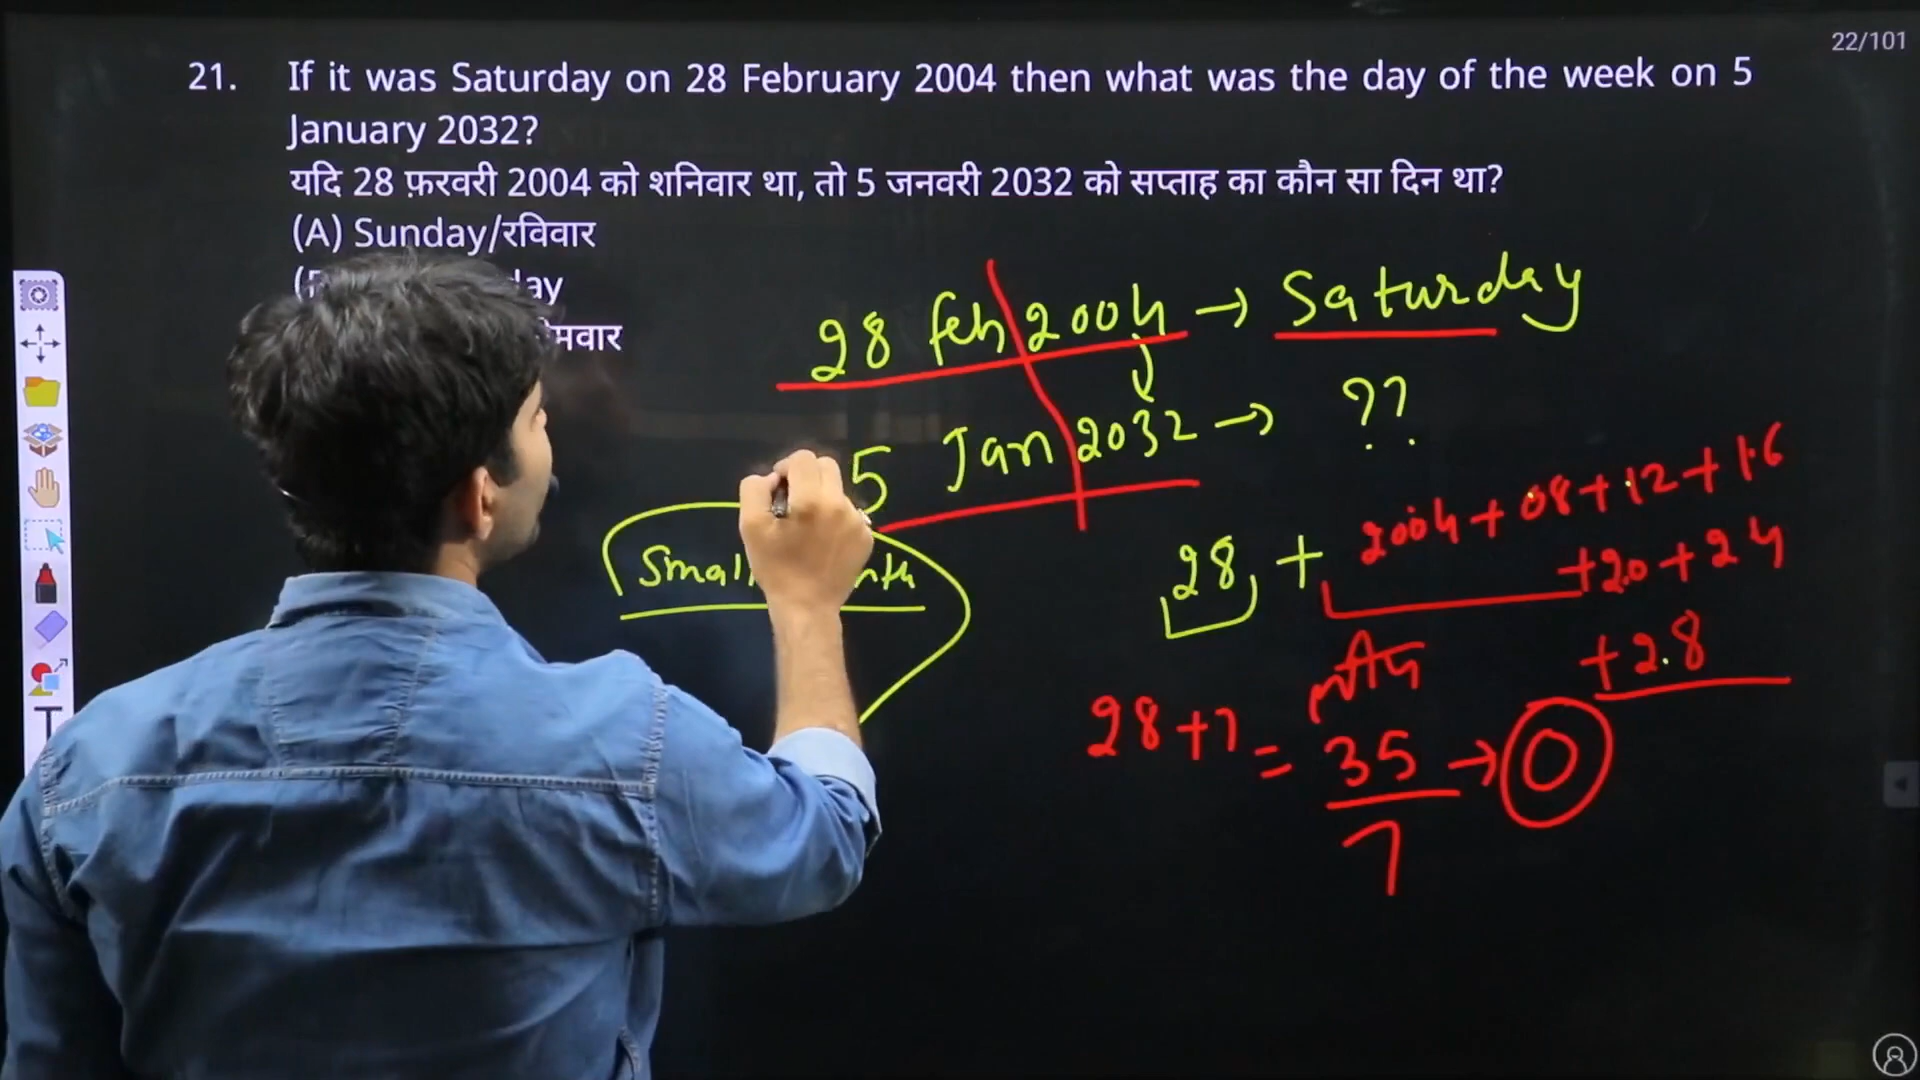 22/101
21. If it was Saturday on 28 February 2004 then what was the day of the week on 5
January 2032?
यदि 28 फ़रवरी 2004 को शनिवार था, तो 5 जनवरी 2032 को सप्ताह का कौन सा दिन था?
(A) Sunday/रविवार
28 feb 2004 → Saturday
5 Jan 2032 → ??
28 + 2004 + 08 + 12 + 16
+20 + 24
+28
28+7 = 35 → 0
7
T